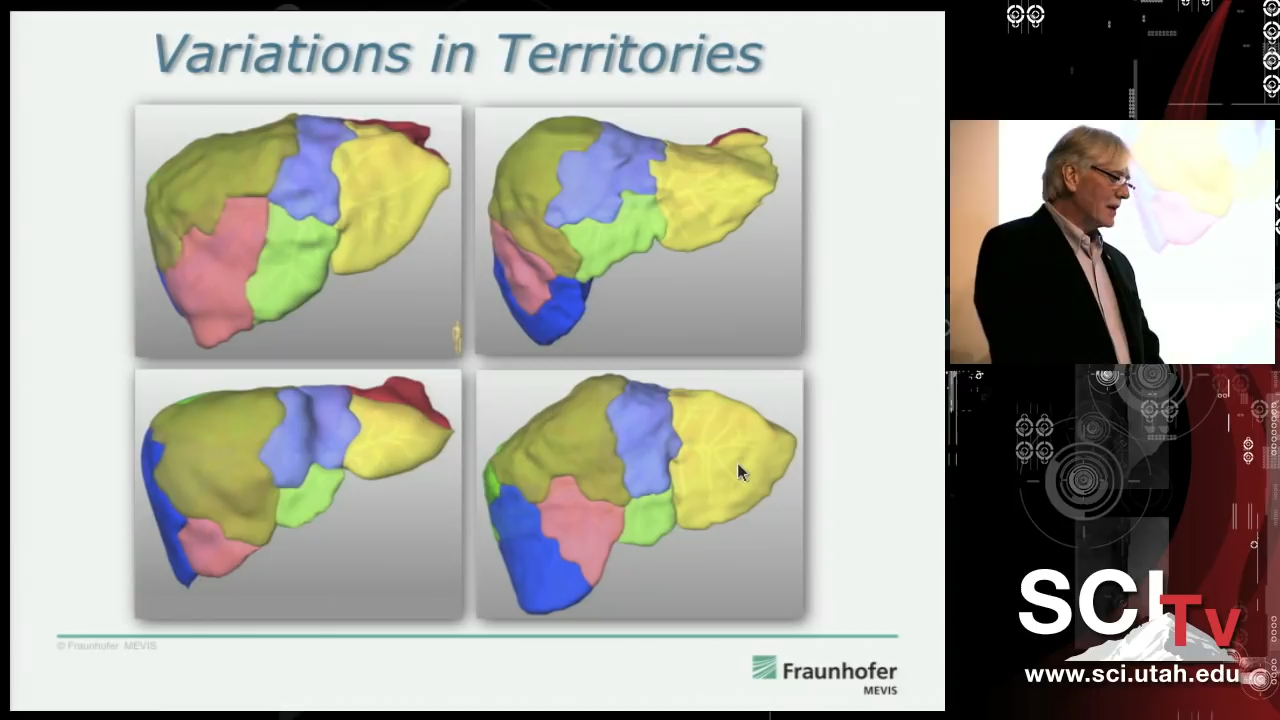 Variations in Territories
© Fraunhofer MEVIS
Fraunhofer
MEVIS
SCI
Tv
www.sci.utah.edu